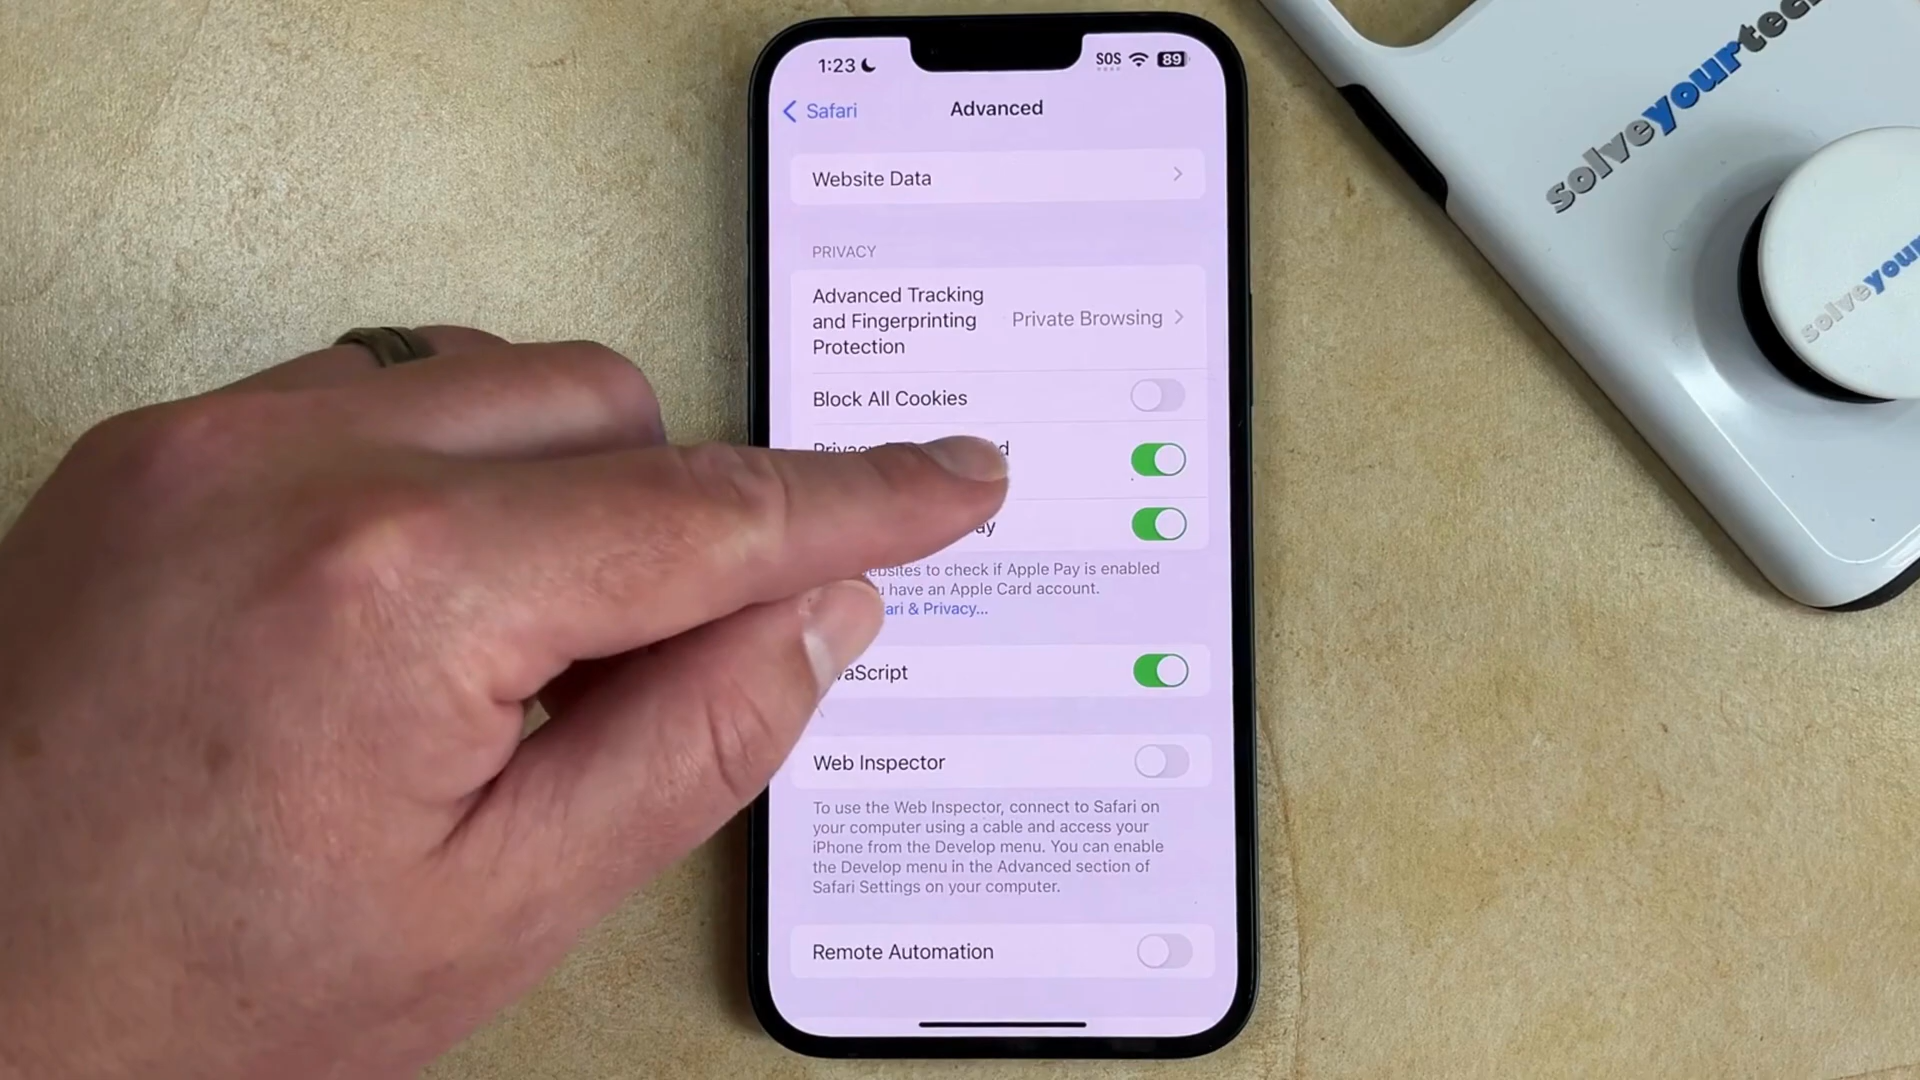 1:23
SOS
89
Safari
Advanced
Website Data
PRIVACY
Advanced Tracking
and Fingerprinting
Protection
Private Browsing
Block All Cookies
Web Inspector
ebsites to check if Apple Pay is enabled
have an Apple Card account.
ari & Privacy...
vaScript
To use the Web Inspector, connect to Safari on
your computer using a cable and access your
iPhone from the Develop menu. You can enable
the Develop menu in the Advanced section of
Safari Settings on your computer.
Remote Automation
solveyourtech
solveyour